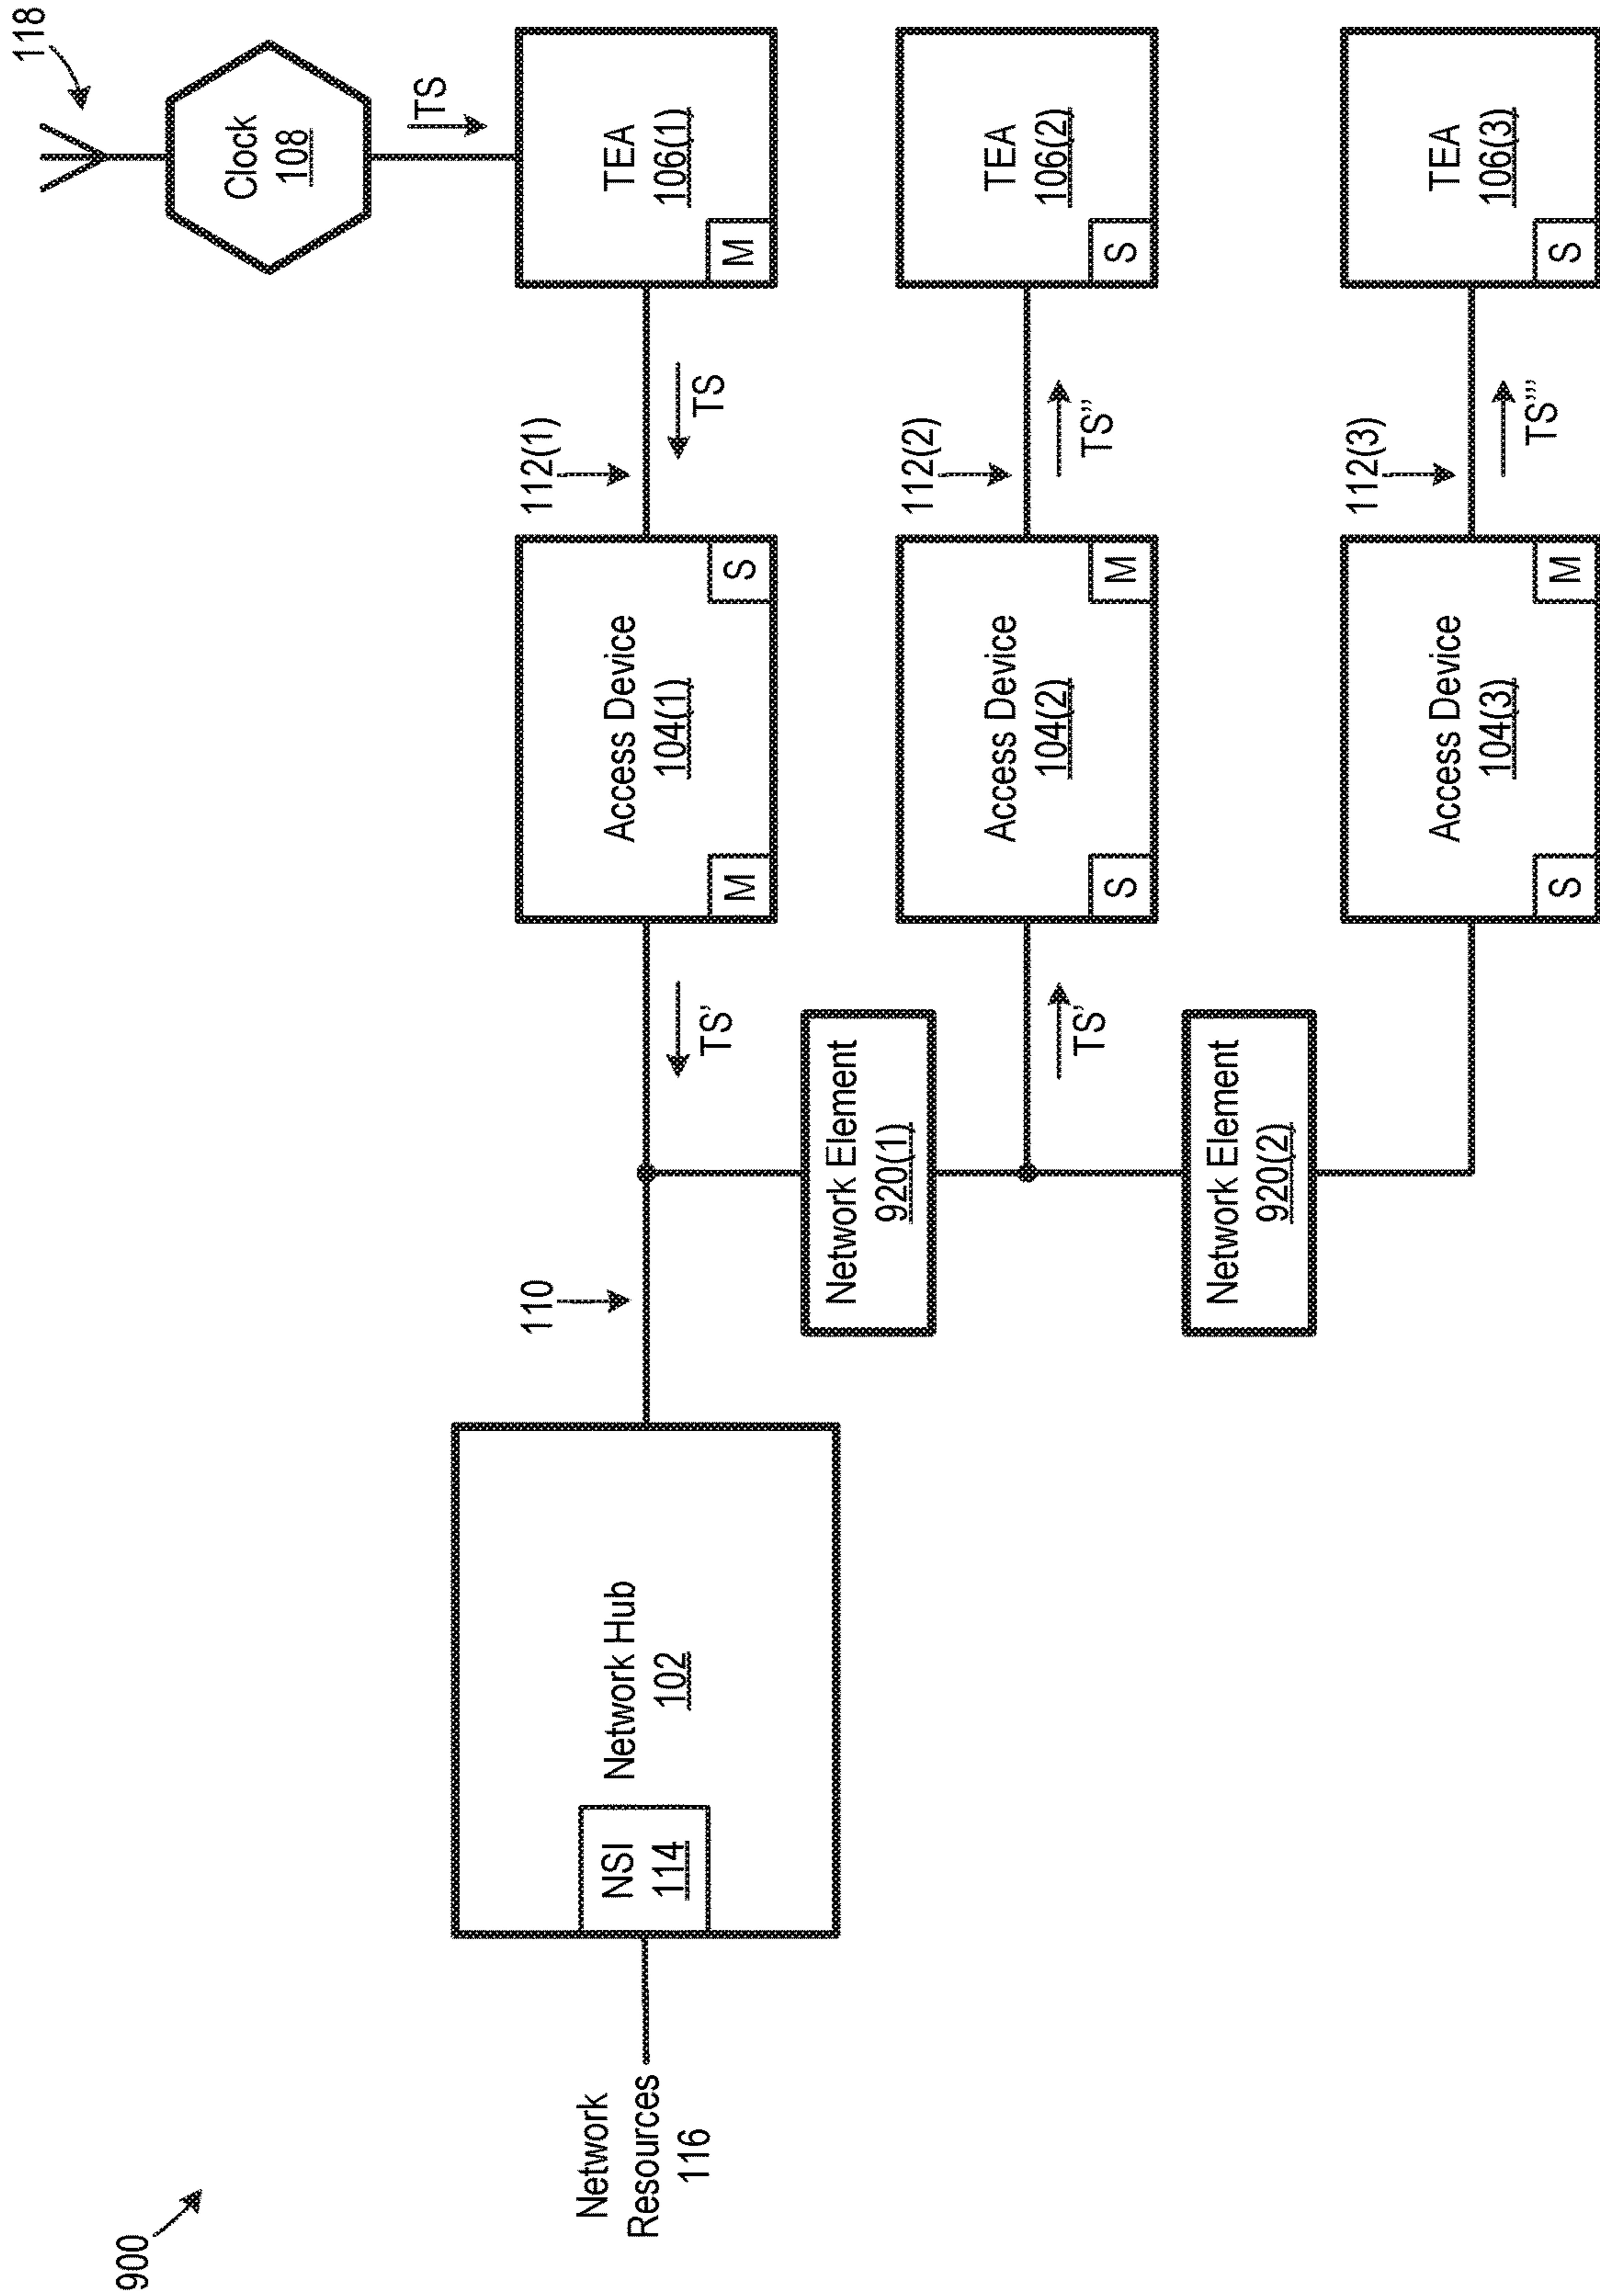 900
118
Clock
108
TS
Network
Resources
116
NSI
114
Network Hub
102
110
TS’
Access Device
104(1)
M
S
112(1)
TS
TEA
106(1)
M
Network Element
920(1)
TS’
Access Device
104(2)
S
M
112(2)
TS’’
TEA
106(2)
S
Network Element
920(2)
Access Device
104(3)
S
M
112(3)
TS’’’
TEA
106(3)
S